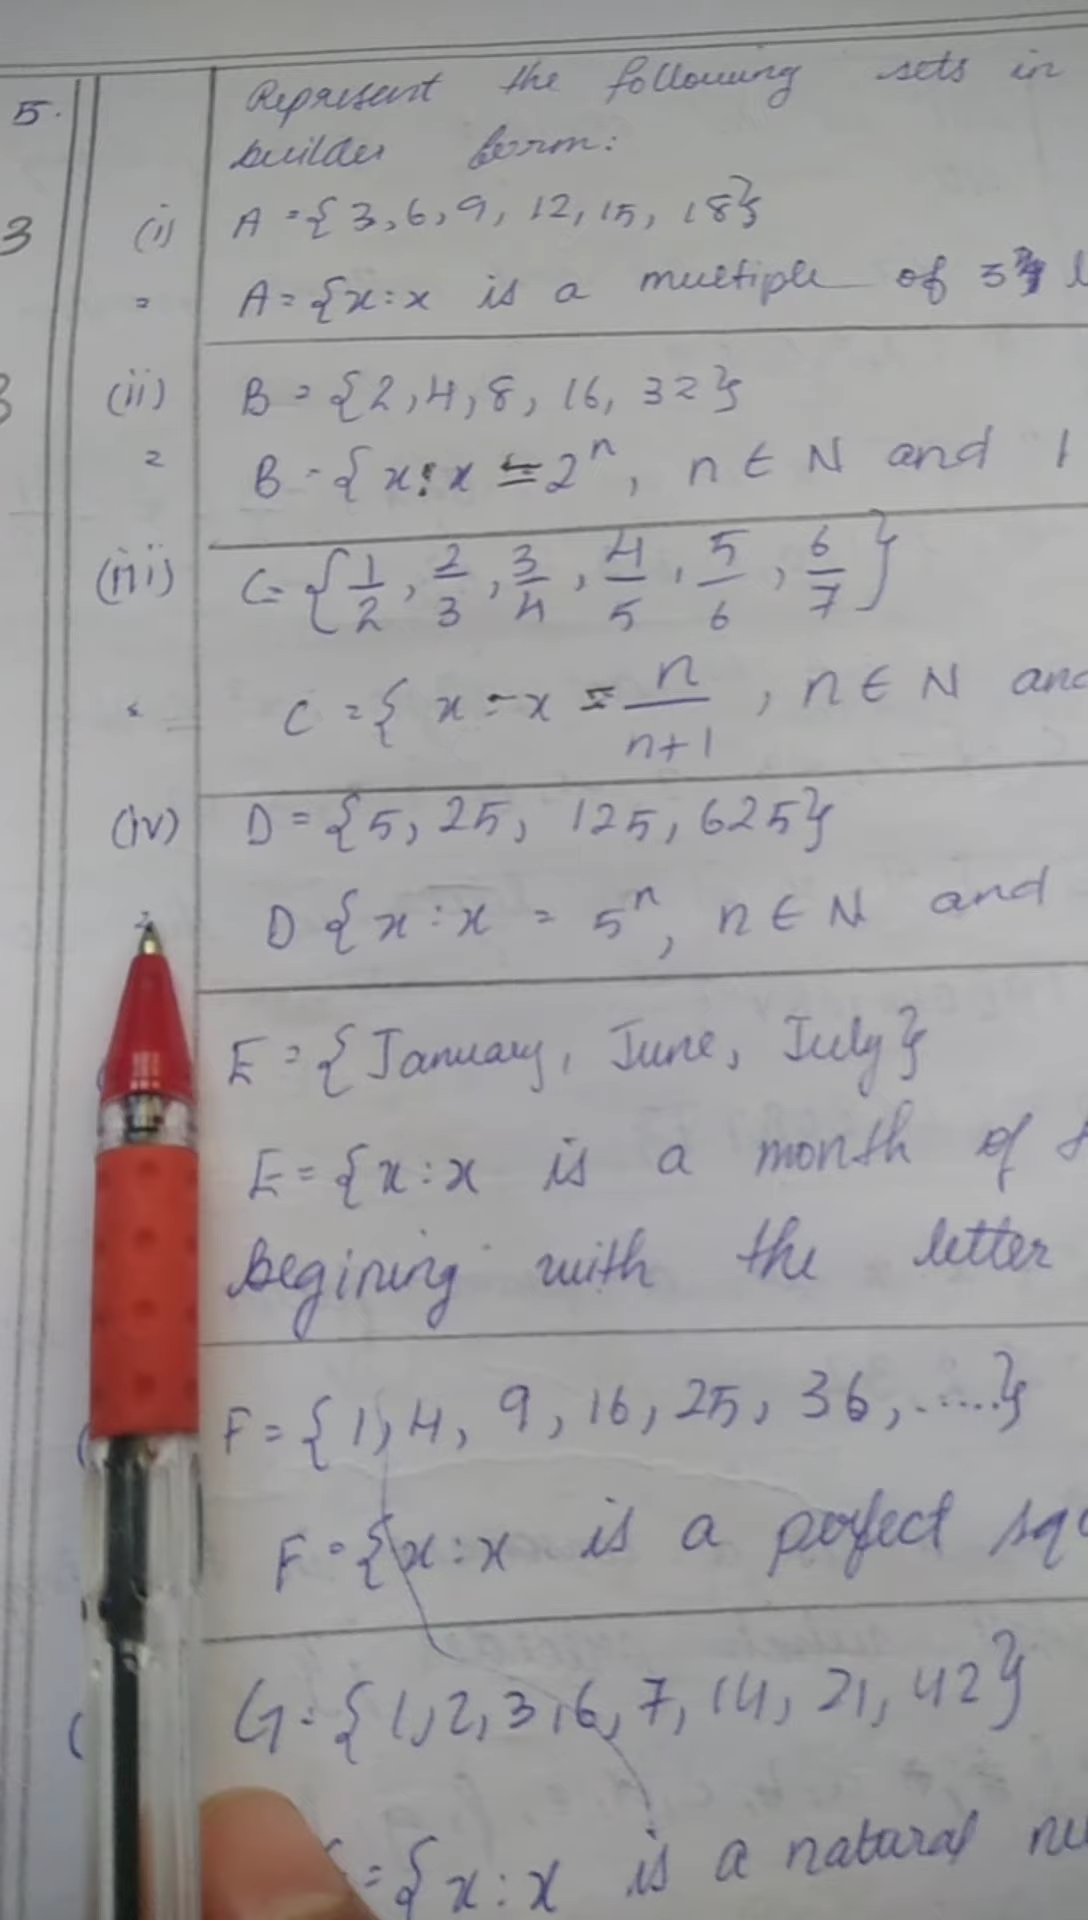 5. Represent the following sets in
builder form:
3 (i) A = {3, 6, 9, 12, 15, 18}
= A = {x : x is a multiple of 3
(ii) B = {2, 4, 8, 16, 32}
= B = {x : x = 2ⁿ, n ∈ N and 1
(iii) C = {1/2, 2/3, 3/4, 4/5, 5/6, 6/7}
C = {x - x = n/n+1, n ∈ N and
(iv) D = {5, 25, 125, 625}
D {x : x = 5ⁿ, n ∈ N and
E = {January, June, July}
E = {x : x is a month of
begining with the letter
F = {1, 4, 9, 16, 25, 36, .....}
F = {x : x is a perfect
G = {1, 2, 3, 6, 7, 14, 21, 42}
= {x : x is a natural